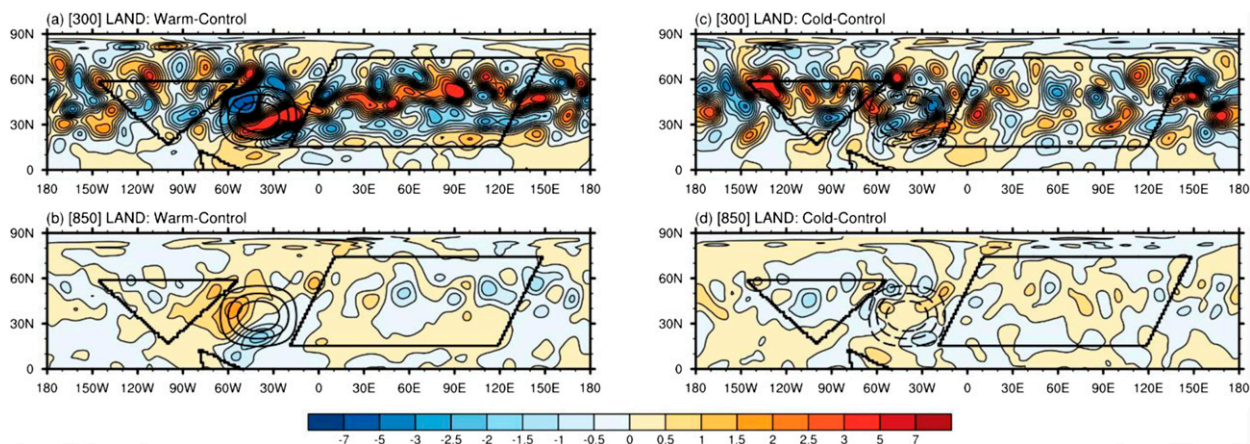 (a) [300] LAND: Warm-Control
90N
60N
30N
0
180 150W 120W 90W 60W 30W 0 30E 60E 90E 120E 150E 180
(c) [300] LAND: Cold-Control
90N
60N
30N
0
180 150W 120W 90W 60W 30W 0 30E 60E 90E 120E 150E 180
(b) [850] LAND: Warm-Control
90N
60N
30N
0
180 150W 120W 90W 60W 30W 0 30E 60E 90E 120E 150E 180
(d) [850] LAND: Cold-Control
90N
60N
30N
0
180 150W 120W 90W 60W 30W 0 30E 60E 90E 120E 150E 180
-7 -5 -3 -2.5 -2 -1.5 -1 -0.5 0 0.5 1 1.5 2 2.5 3 5 7